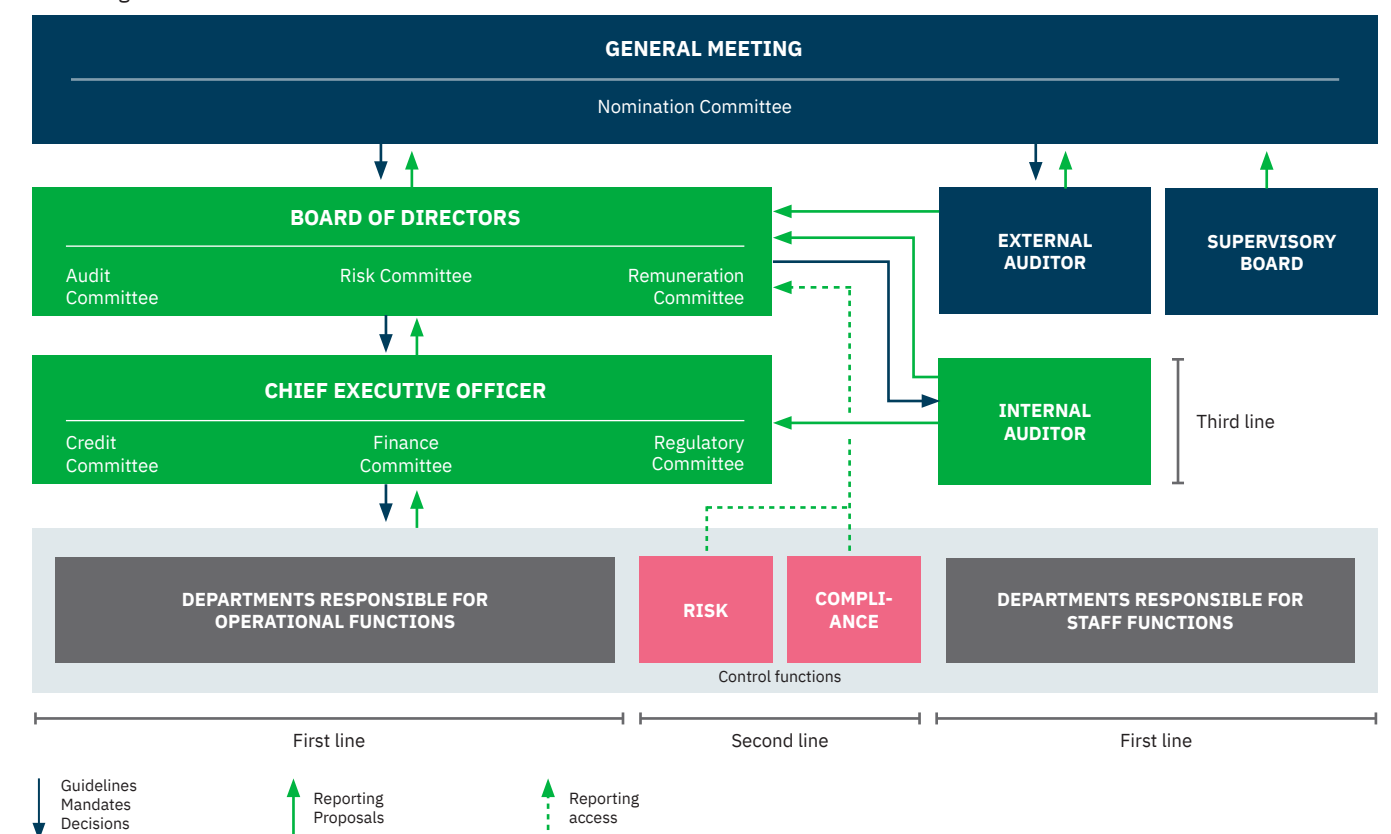 GENERAL MEETING
Nomination Committee
BOARD OF DIRECTORS
Audit
Committee
Risk Committee
Remuneration
Committee
EXTERNAL
AUDITOR
SUPERVISORY
BOARD
CHIEF EXECUTIVE OFFICER
Credit
Committee
Finance
Committee
Regulatory
Committee
INTERNAL
AUDITOR
Third line
DEPARTMENTS RESPONSIBLE FOR
OPERATIONAL FUNCTIONS
RISK
COMPLI-
ANCE
DEPARTMENTS RESPONSIBLE FOR
STAFF FUNCTIONS
Control functions
First line
Second line
First line
Guidelines
Mandates
Decisions
Reporting
Proposals
Reporting
access